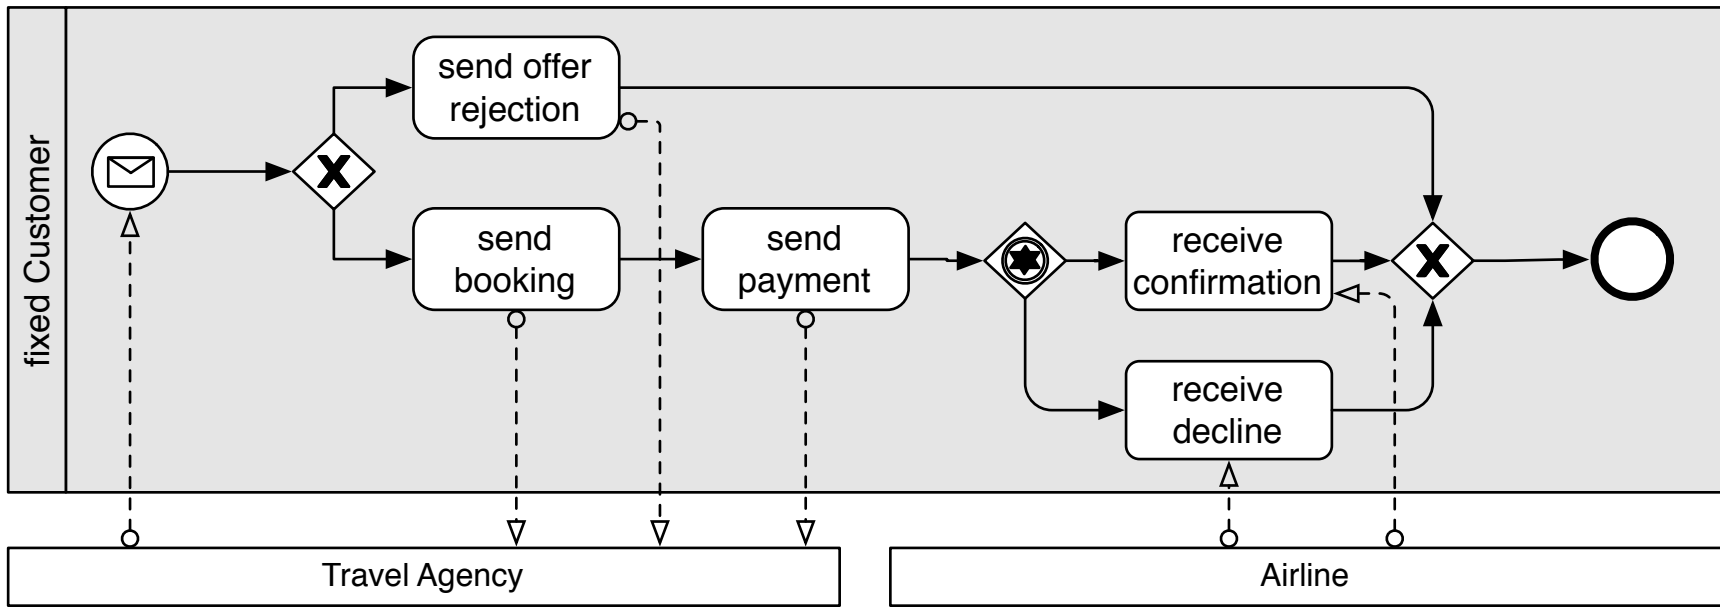 fixed Customer
send offer
rejection
send
booking
send
payment
receive
confirmation
receive
decline
Travel Agency
Airline